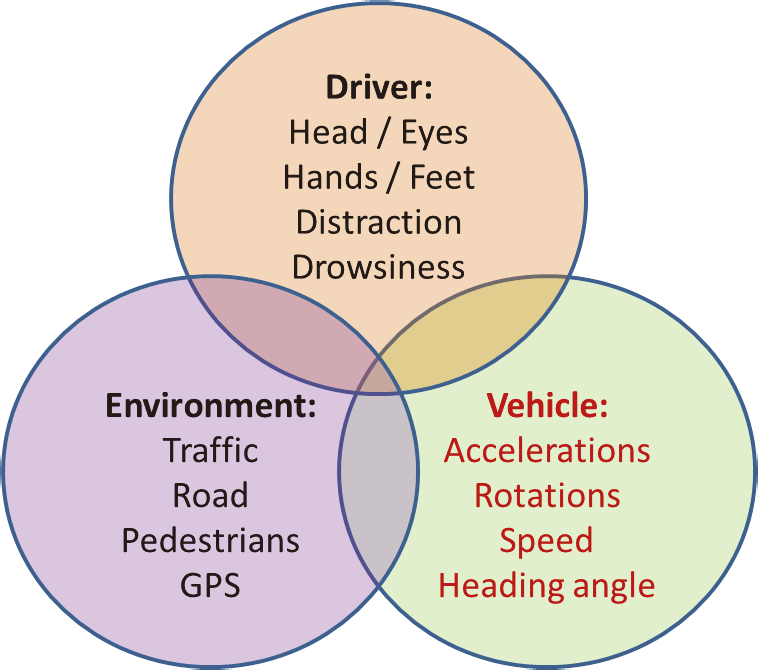 Driver:
Head / Eyes
Hands / Feet
Distraction
Drowsiness
Environment:
Traffic
Road
Pedestrians
GPS
Vehicle:
Accelerations
Rotations
Speed
Heading angle